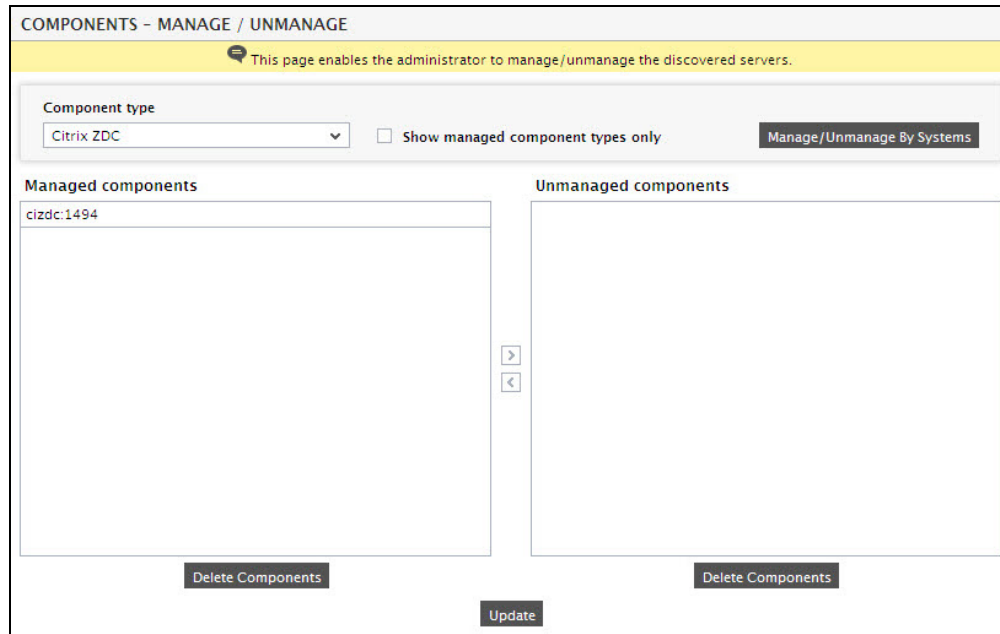 COMPONENTS - MANAGE / UNMANAGE
This page enables the administrator to manage/unmanage the discovered servers.
Component type
Citrix ZDC
Show managed component types only
Manage/Unmanage By Systems
Managed components
Unmanaged components
cizdc:1494
>
<
Delete Components
Delete Components
Update